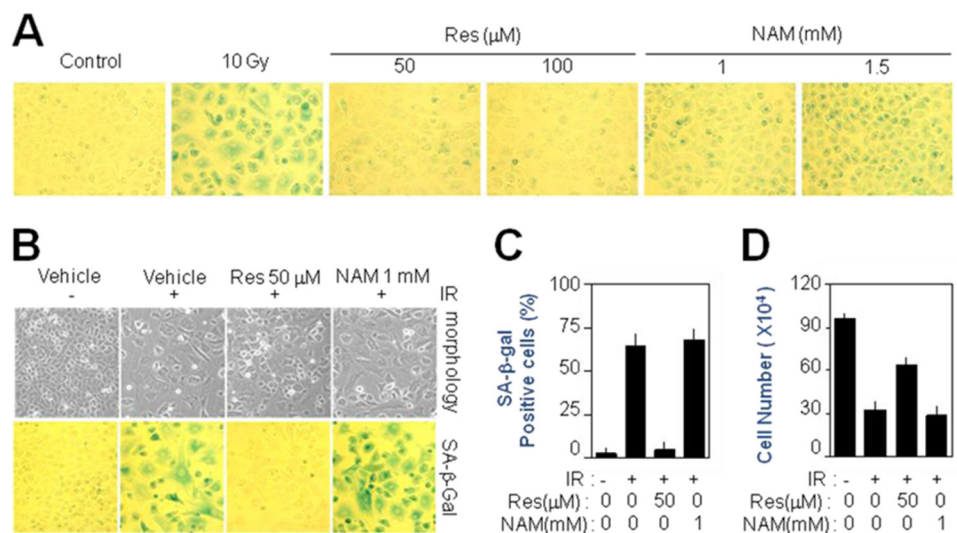 A
Res (μM)
NAM (mM)
Control
10 Gy
50
100
1
1.5
B
Vehicle
Vehicle
Res 50 μM
NAM 1 mM
-
+
+
+
IR
morphology
SA-β-Gal
C
SA-β-gal
Positive cells (%)
100
75
50
25
0
IR : - + + +
Res(μM) : 0 0 50 0
NAM(mM) : 0 0 0 1
D
Cell Number ( X10⁴)
120
90
60
30
0
IR : - + + +
Res(μM) : 0 0 50 0
NAM(mM) : 0 0 0 1